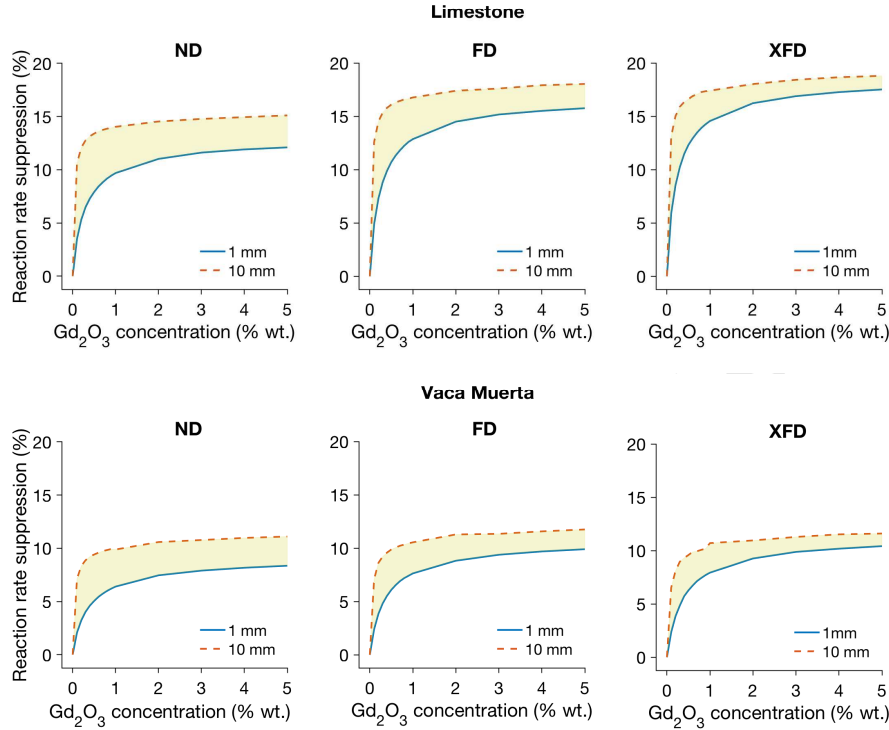 Limestone
ND
FD
XFD
Reaction rate suppression (%)
20
15
10
5
0
1 mm
10 mm
0 1 2 3 4 5
Gd2O3 concentration (% wt.)
20
15
10
5
0
1 mm
10 mm
0 1 2 3 4 5
Gd2O3 concentration (% wt.)
20
15
10
5
0
1mm
10 mm
0 1 2 3 4 5
Gd2O3 concentration (% wt.)
Vaca Muerta
ND
FD
XFD
Reaction rate suppression (%)
20
15
10
5
0
1 mm
10 mm
0 1 2 3 4 5
Gd2O3 concentration (% wt.)
20
15
10
5
0
1 mm
10 mm
0 1 2 3 4 5
Gd2O3 concentration (% wt.)
20
15
10
5
0
1mm
10 mm
0 1 2 3 4 5
Gd2O3 concentration (% wt.)